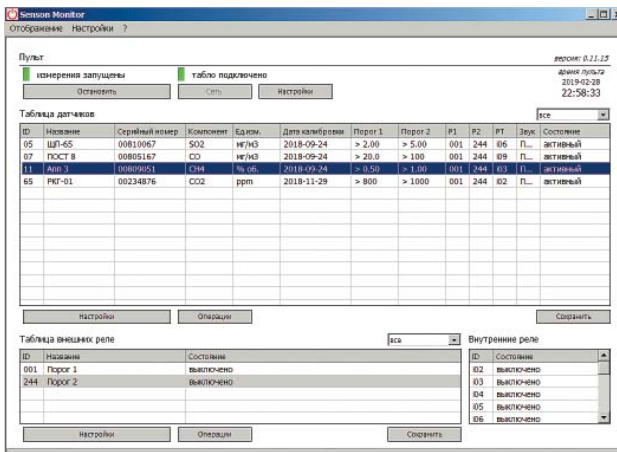 Senson Monitor
Отображение Настройки ?
Пульт версия: 0.11.15
измерения запущены табло подключено время пульта
2019-02-28
Остановить Сеть Настройки 22:58:33
Таблица датчиков все
ID Название Серийный номер Компонент Ед.изм. Дата калибровки Порог 1 Порог 2 Р1 Р2 РТ Звук Состояние
05 ЩП-65 00810067 SO2 мг/м3 2018-09-24 > 2.00 > 5.00 001 244 i06 П... активный
07 ПОСТ 8 00805167 CO мг/м3 2018-09-24 > 20.0 > 100 001 244 i09 П... активный
11 Апп 3 00809051 CH4 % об. 2018-09-24 > 0.50 > 1.00 001 244 i03 П... активный
65 РКГ-01 00234876 CO2 ppm 2018-11-29 > 800 > 1000 001 244 i02 П... активный
Настройки Операции Сохранить
Таблица внешних реле все Внутренние реле
ID Название Состояние ID Состояние
001 Порог 1 выключено i02 выключено
244 Порог 2 выключено i03 выключено
i04 выключено
i05 выключено
i06 выключено
Настройки Операции Сохранить